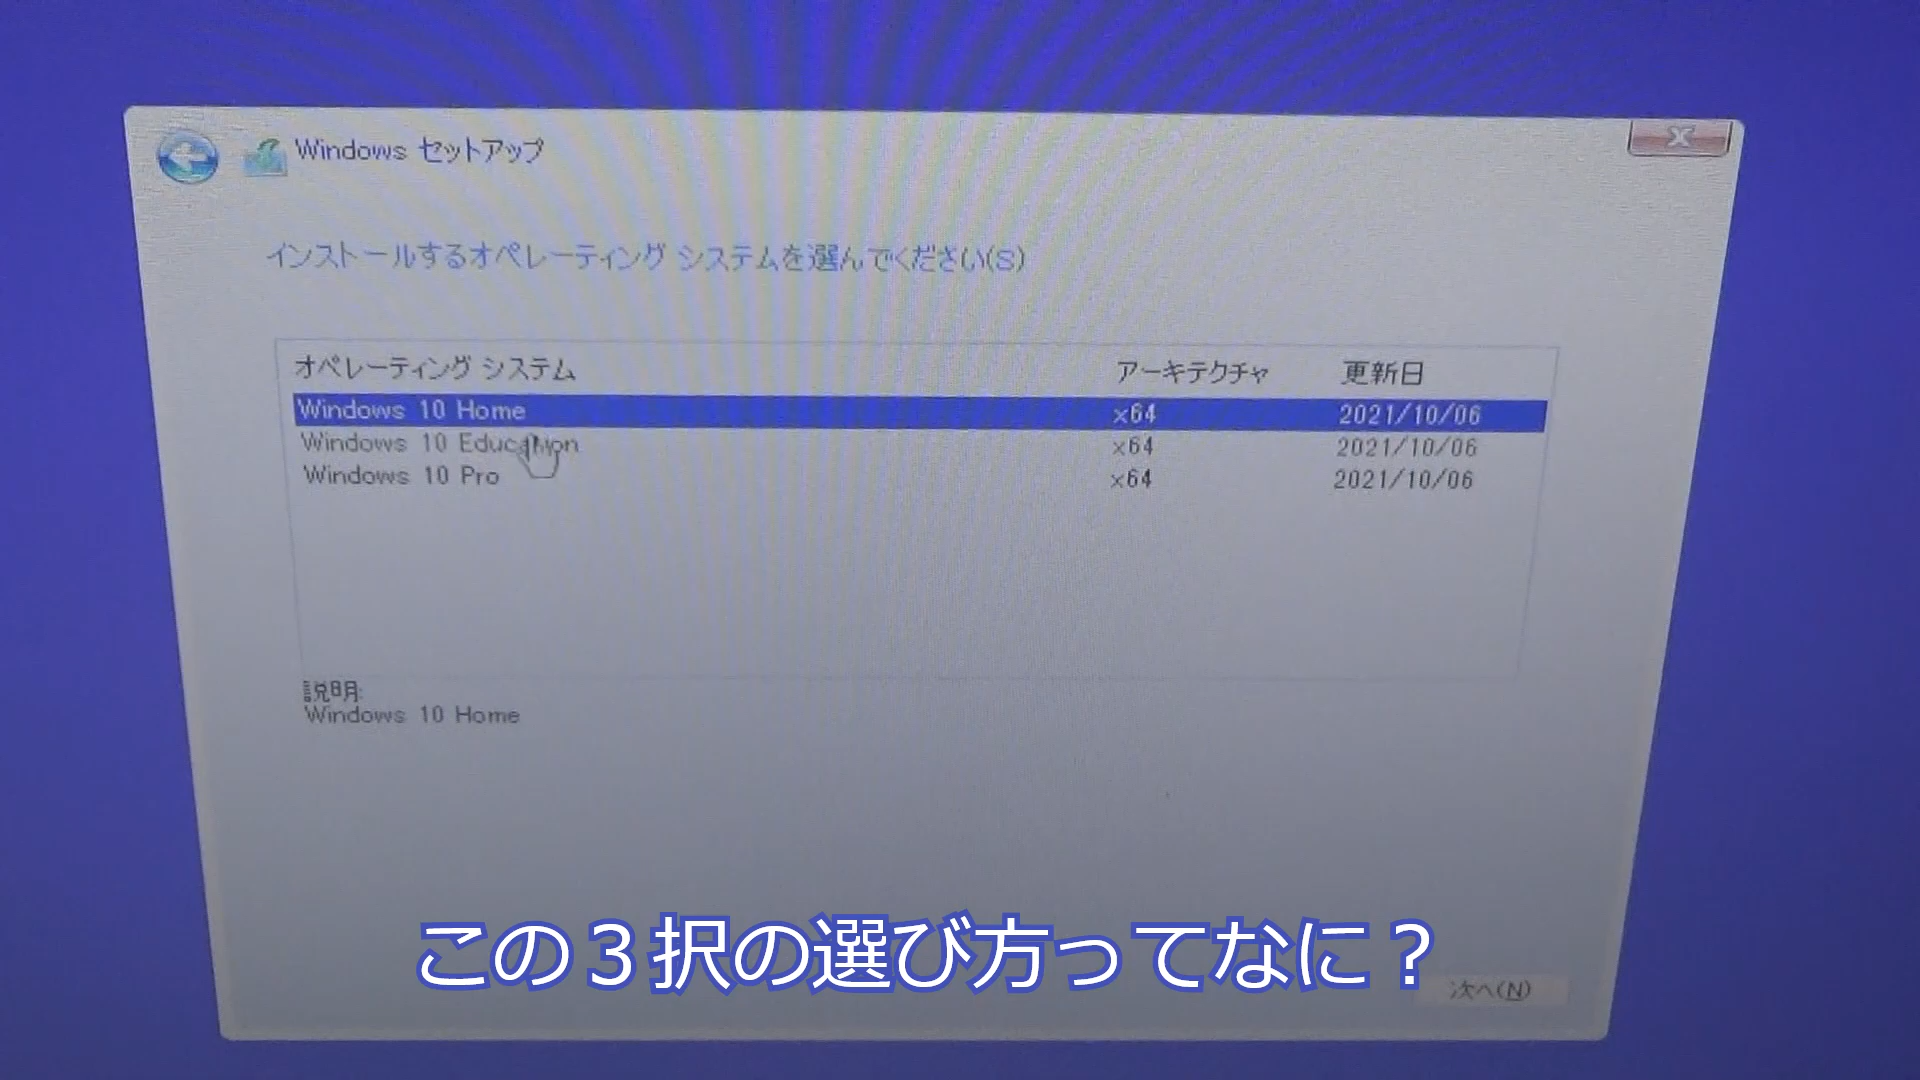 Windows セットアップ
インストールするオペレーティング システムを選んでください(S)
オペレーティング システム アーキテクチャ 更新日
Windows 10 Home x64 2021/10/06
Windows 10 Education x64 2021/10/06
Windows 10 Pro x64 2021/10/06
説明:
Windows 10 Home
この３択の選び方ってなに？
次へ(N)